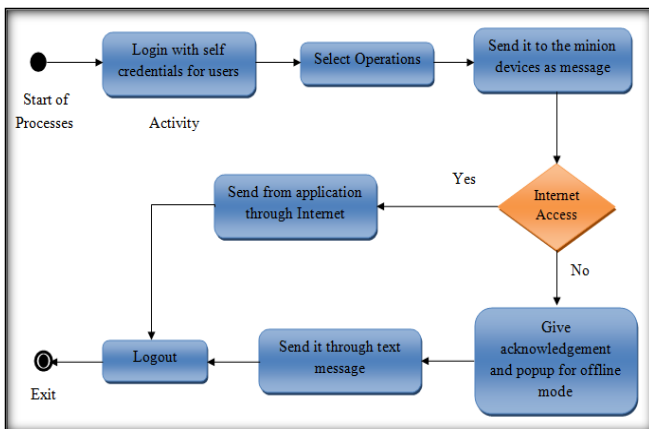 Login with self
credentials for users
Select Operations
Send it to the minion
devices as message
Start of
Processes
Activity
Send from application
through Internet
Yes
Internet
Access
No
Give
acknowledgement
and popup for offline
mode
Send it through text
message
Logout
Exit